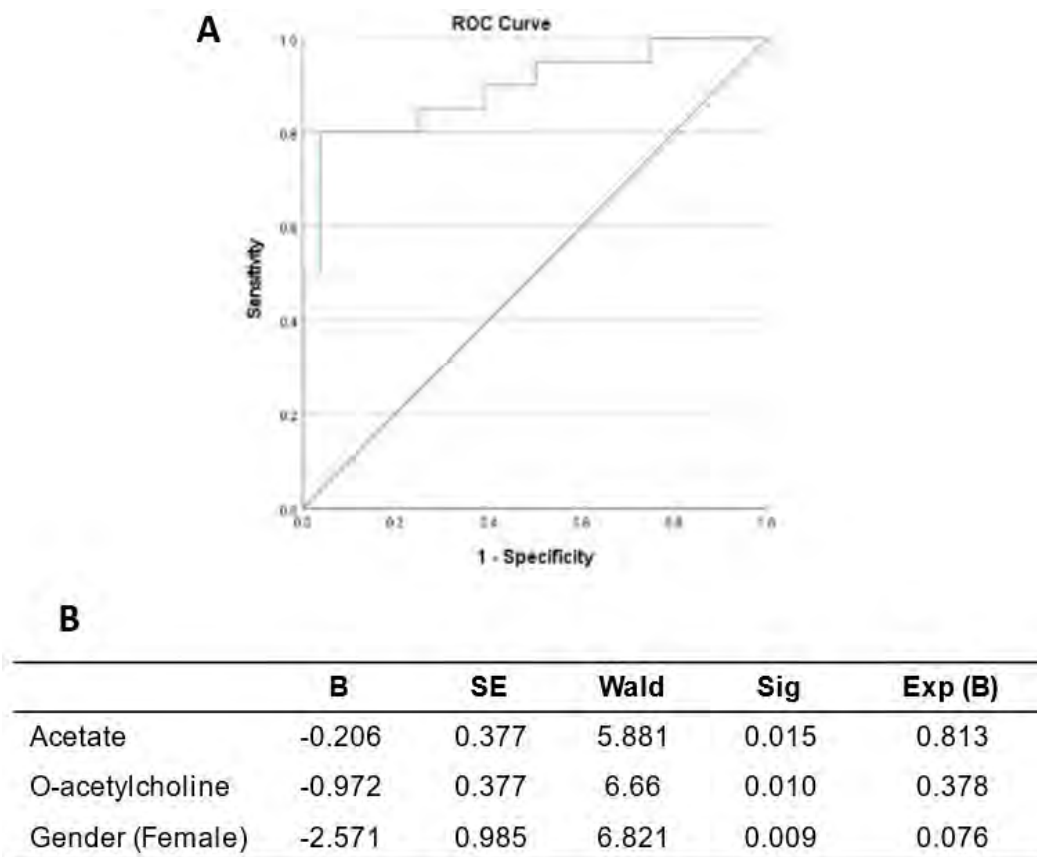 A
ROC Curve
1.0
0.8
0.6
0.4
0.2
0.0
Sensitivity
0.0 0.2 0.4 0.6 0.8 1.0
1 - Specificity
B
B SE Wald Sig Exp (B)
Acetate -0.206 0.377 5.881 0.015 0.813
O-acetylcholine -0.972 0.377 6.66 0.010 0.378
Gender (Female) -2.571 0.985 6.821 0.009 0.076